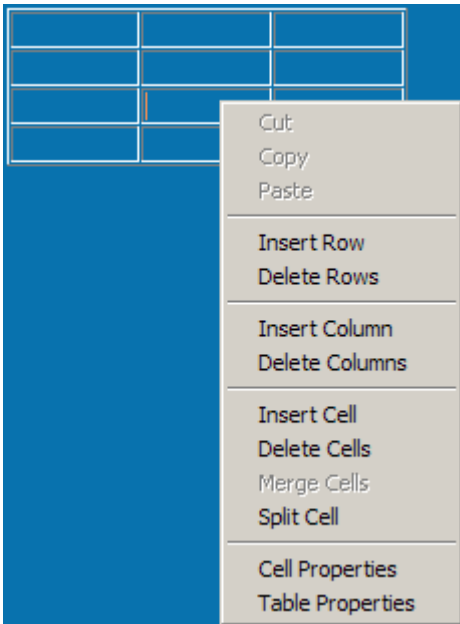 Cut
Copy
Paste
Insert Row
Delete Rows
Insert Column
Delete Columns
Insert Cell
Delete Cells
Merge Cells
Split Cell
Cell Properties
Table Properties